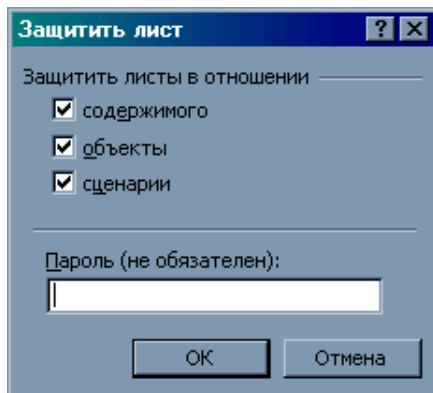 Защитить лист
Защитить листы в отношении
содержимого
объекты
сценарии
Пароль (не обязателен):
OK
Отмена